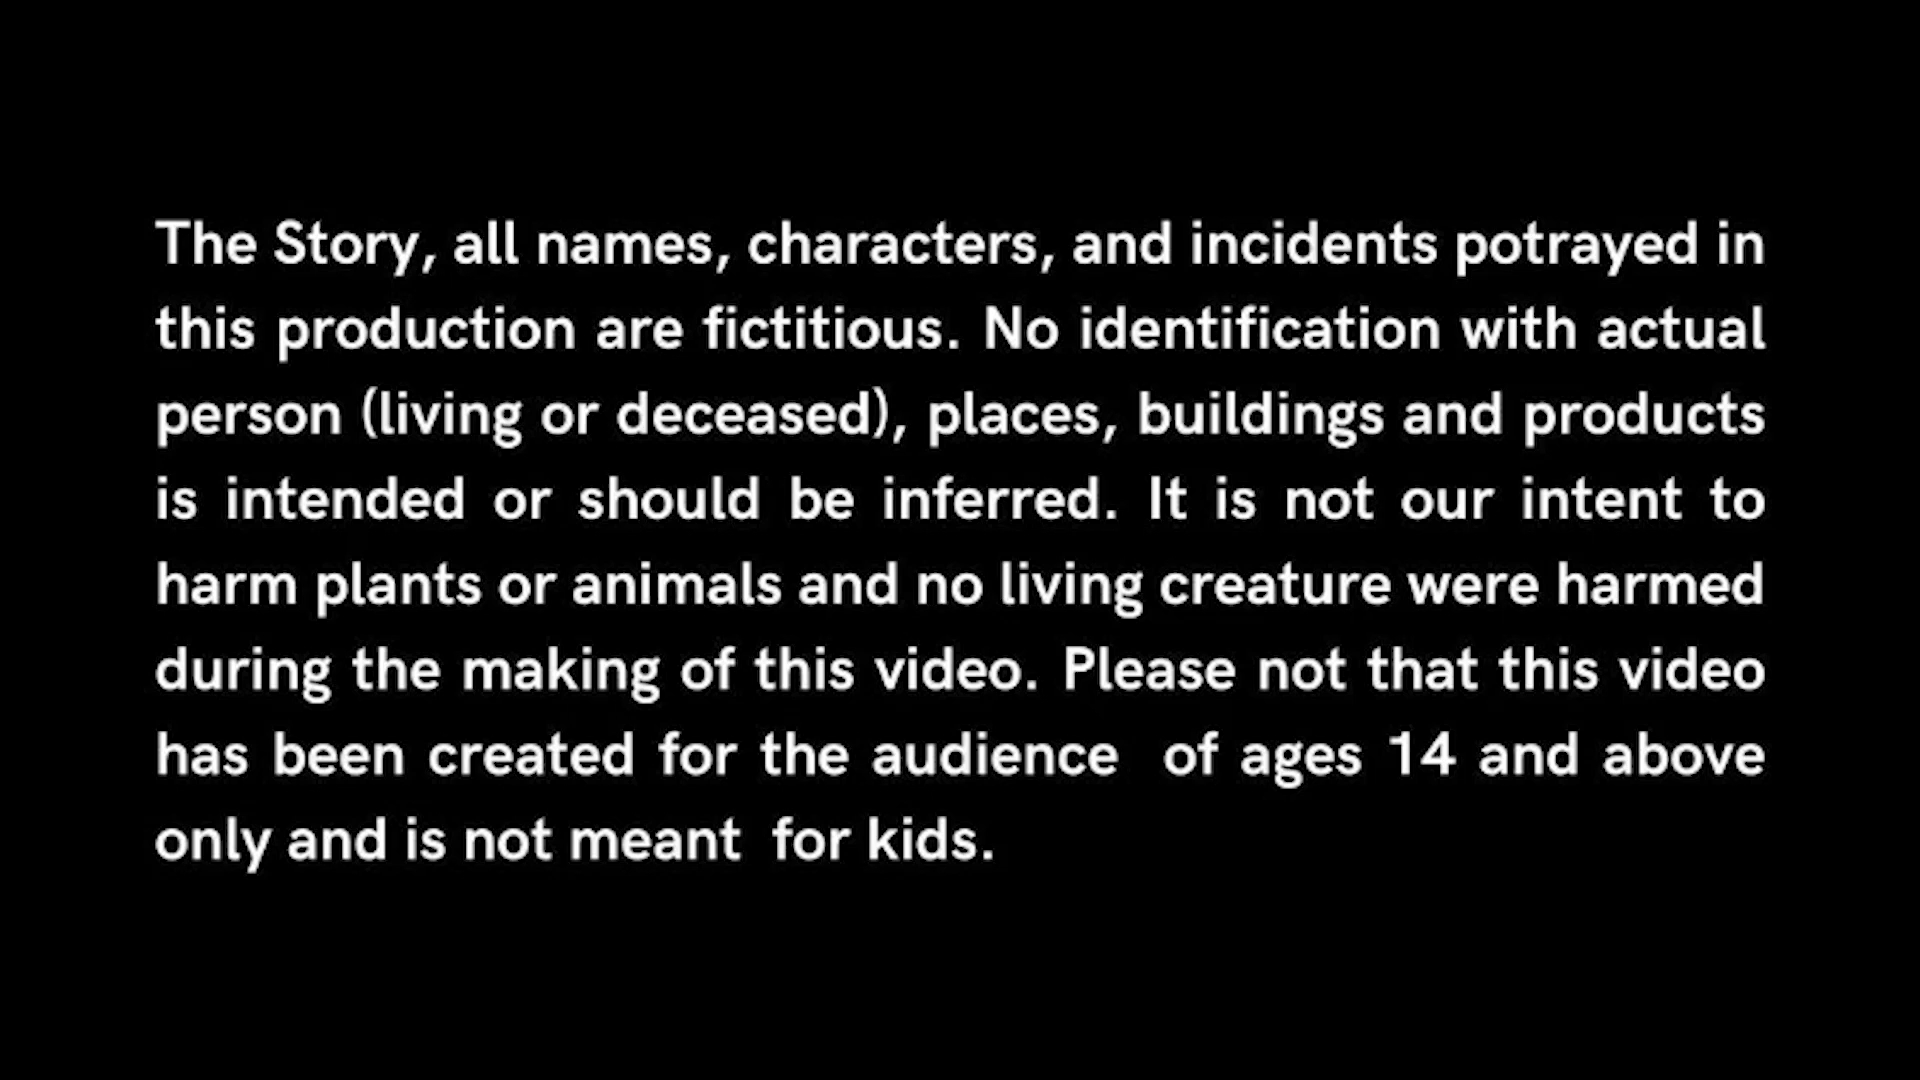 The Story, all names, characters, and incidents potrayed in
this production are fictitious. No identification with actual
person (living or deceased), places, buildings and products
is intended or should be inferred. It is not our intent to
harm plants or animals and no living creature were harmed
during the making of this video. Please not that this video
has been created for the audience of ages 14 and above
only and is not meant for kids.